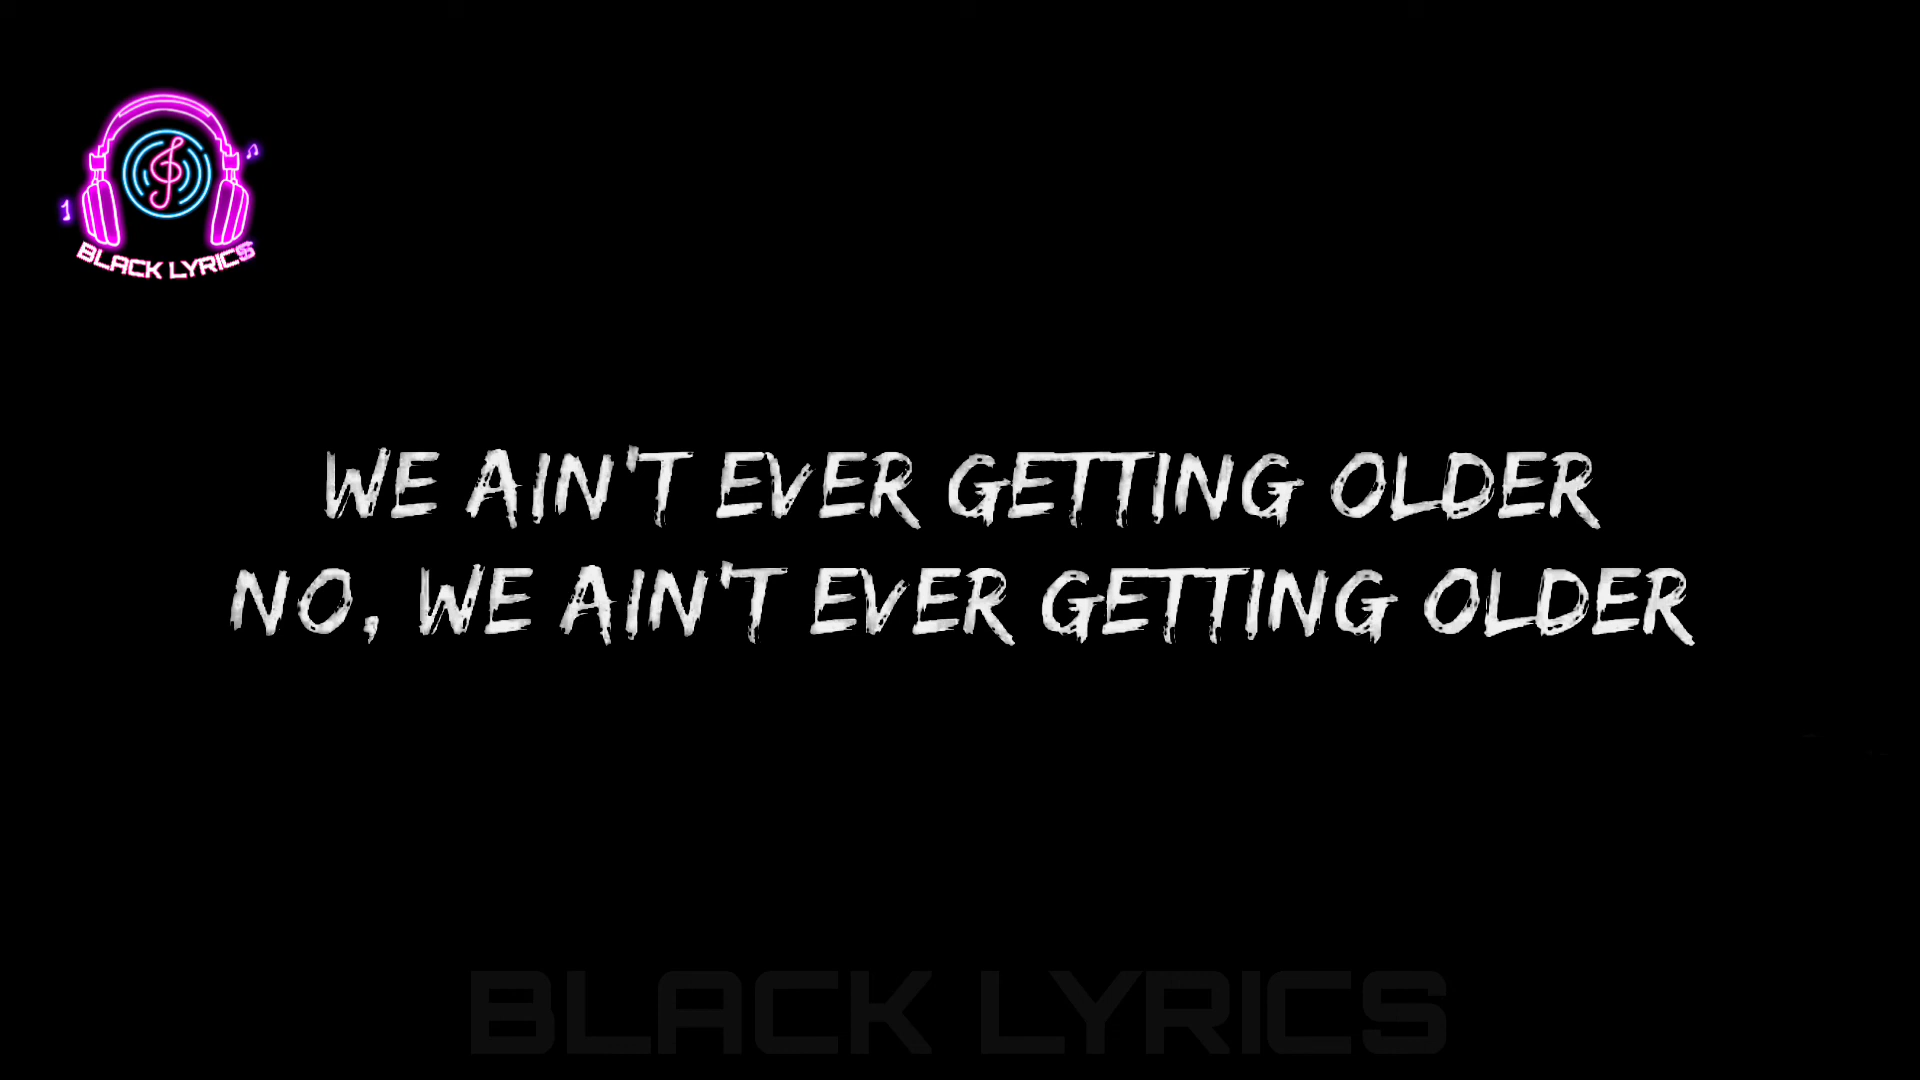 BLACK LYRICS
WE AIN'T EVER GETTING OLDER
NO, WE AIN'T EVER GETTING OLDER
BLACK LYRICS